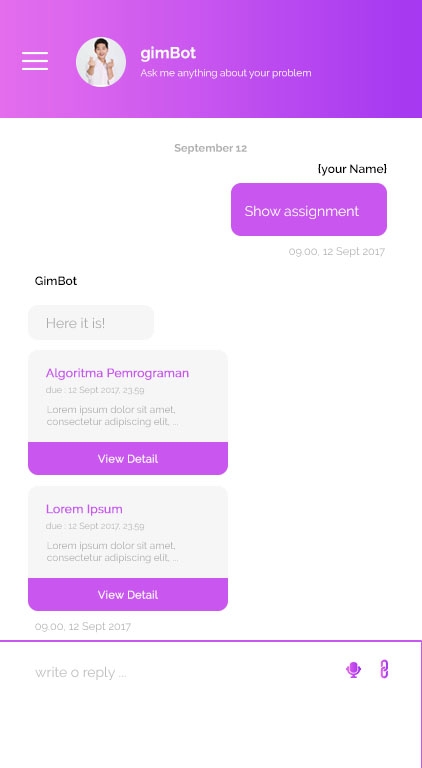 gimBot
Ask me anything about your problem
September 12
{your Name}
Show assignment
09.00, 12 Sept 2017
GimBot
Here it is!
Algoritma Pemrograman
due : 12 Sept 2017, 23.59
Lorem ipsum dolor sit amet,
consectetur adipiscing elit, ...
View Detail
Lorem Ipsum
due : 12 Sept 2017, 23.59
Lorem ipsum dolor sit amet,
consectetur adipiscing elit, ...
View Detail
09.00, 12 Sept 2017
write o reply ...